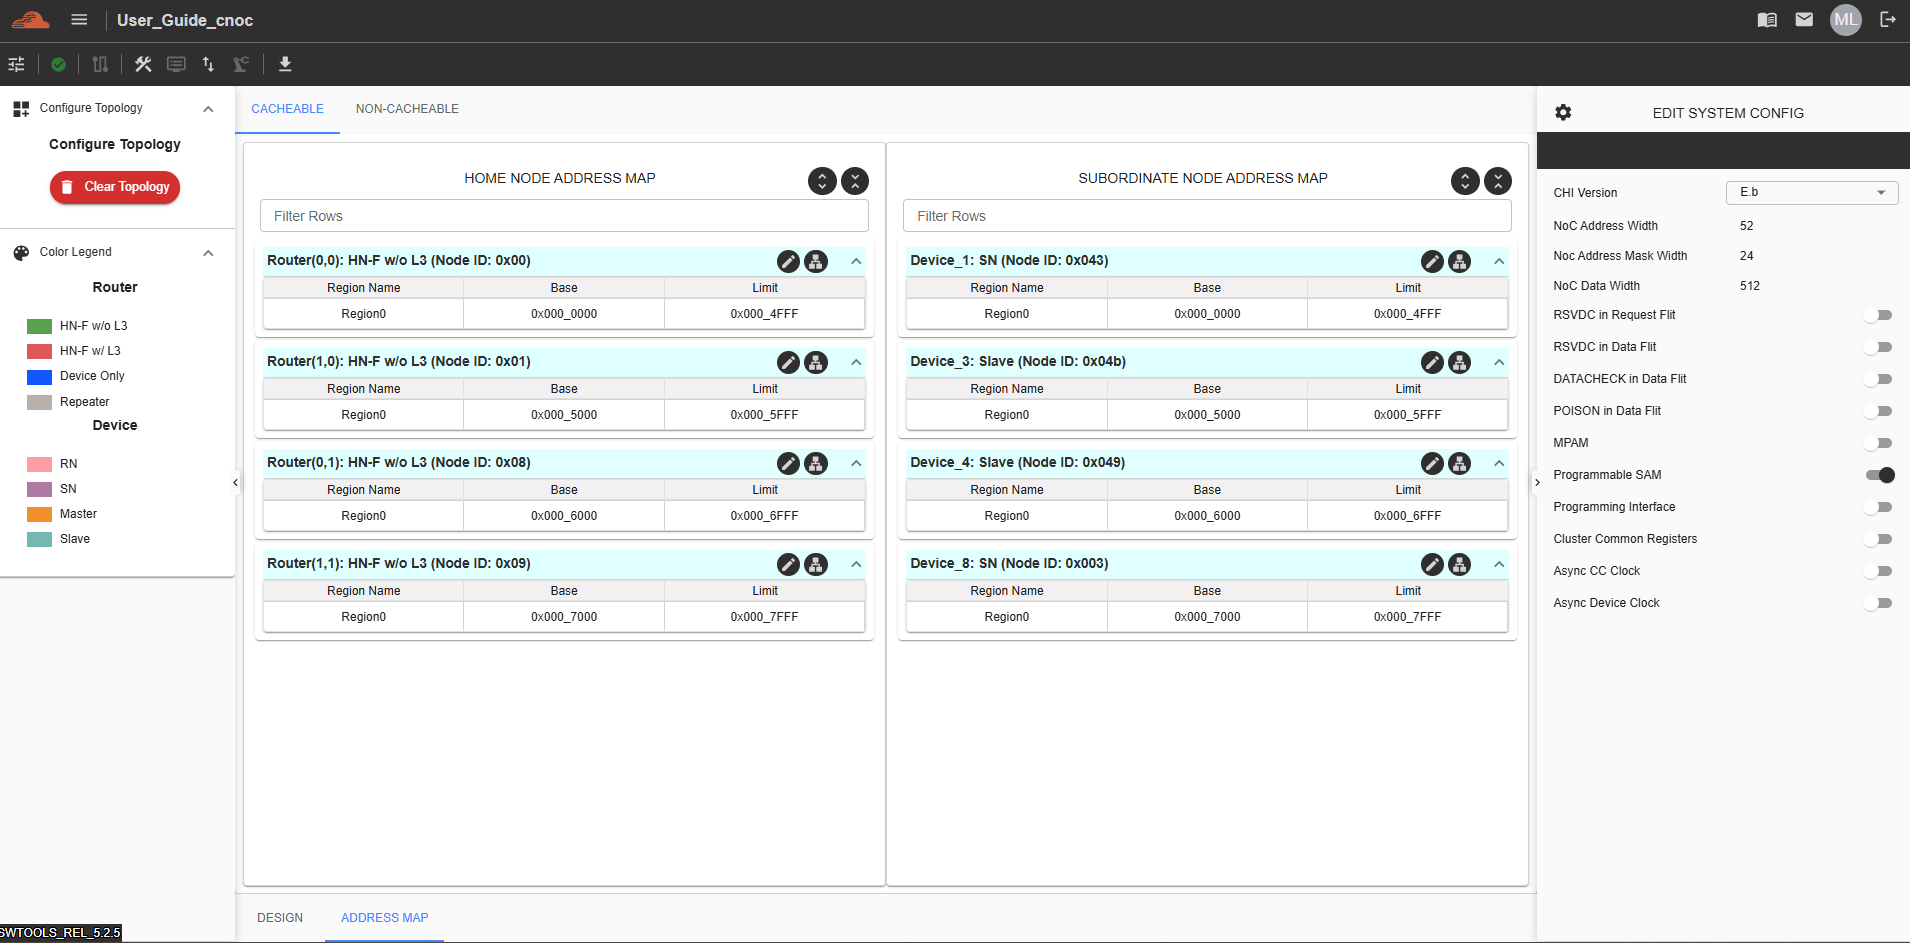 User_Guide_cnoc
ML
Configure Topology
Configure Topology
Clear Topology
Color Legend
Router
HN-F w/o L3
HN-F w/ L3
Device Only
Repeater
Device
RN
SN
Master
Slave
SWTOOLS_REL_5.2.5
CACHEABLE NON-CACHEABLE
HOME NODE ADDRESS MAP
Filter Rows
Router(0,0): HN-F w/o L3 (Node ID: 0x00)
Region Name Base Limit
Region0 0x000_0000 0x000_4FFF
Router(1,0): HN-F w/o L3 (Node ID: 0x01)
Region Name Base Limit
Region0 0x000_5000 0x000_5FFF
Router(0,1): HN-F w/o L3 (Node ID: 0x08)
Region Name Base Limit
Region0 0x000_6000 0x000_6FFF
Router(1,1): HN-F w/o L3 (Node ID: 0x09)
Region Name Base Limit
Region0 0x000_7000 0x000_7FFF
SUBORDINATE NODE ADDRESS MAP
Filter Rows
Device_1: SN (Node ID: 0x043)
Region Name Base Limit
Region0 0x000_0000 0x000_4FFF
Device_3: Slave (Node ID: 0x04b)
Region Name Base Limit
Region0 0x000_5000 0x000_5FFF
Device_4: Slave (Node ID: 0x049)
Region Name Base Limit
Region0 0x000_6000 0x000_6FFF
Device_8: SN (Node ID: 0x003)
Region Name Base Limit
Region0 0x000_7000 0x000_7FFF
DESIGN ADDRESS MAP
EDIT SYSTEM CONFIG
CHI Version E.b
NoC Address Width 52
Noc Address Mask Width 24
NoC Data Width 512
RSVDC in Request Flit
RSVDC in Data Flit
DATACHECK in Data Flit
POISON in Data Flit
MPAM
Programmable SAM
Programming Interface
Cluster Common Registers
Async CC Clock
Async Device Clock